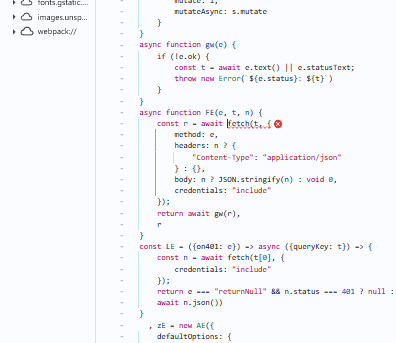 fonts.gstatic....
images.unsp...
webpack://
mutate: i,
mutateAsync: s.mutate
}
}
async function gw(e) {
if (!e.ok) {
const t = await e.text() || e.statusText;
throw new Error(`${e.status}: ${t}`)
}
}
async function FE(e, t, n) {
const r = await fetch(t, {
method: e,
headers: n ? {
"Content-Type": "application/json"
} : {},
body: n ? JSON.stringify(n) : void 0,
credentials: "include"
});
return await gw(r),
r
}
const LE = ({on401: e}) => async ({queryKey: t}) => {
const n = await fetch(t[0], {
credentials: "include"
});
return e === "returnNull" && n.status === 401 ? null :
await n.json())
}
, zE = new AE({
defaultOptions: {